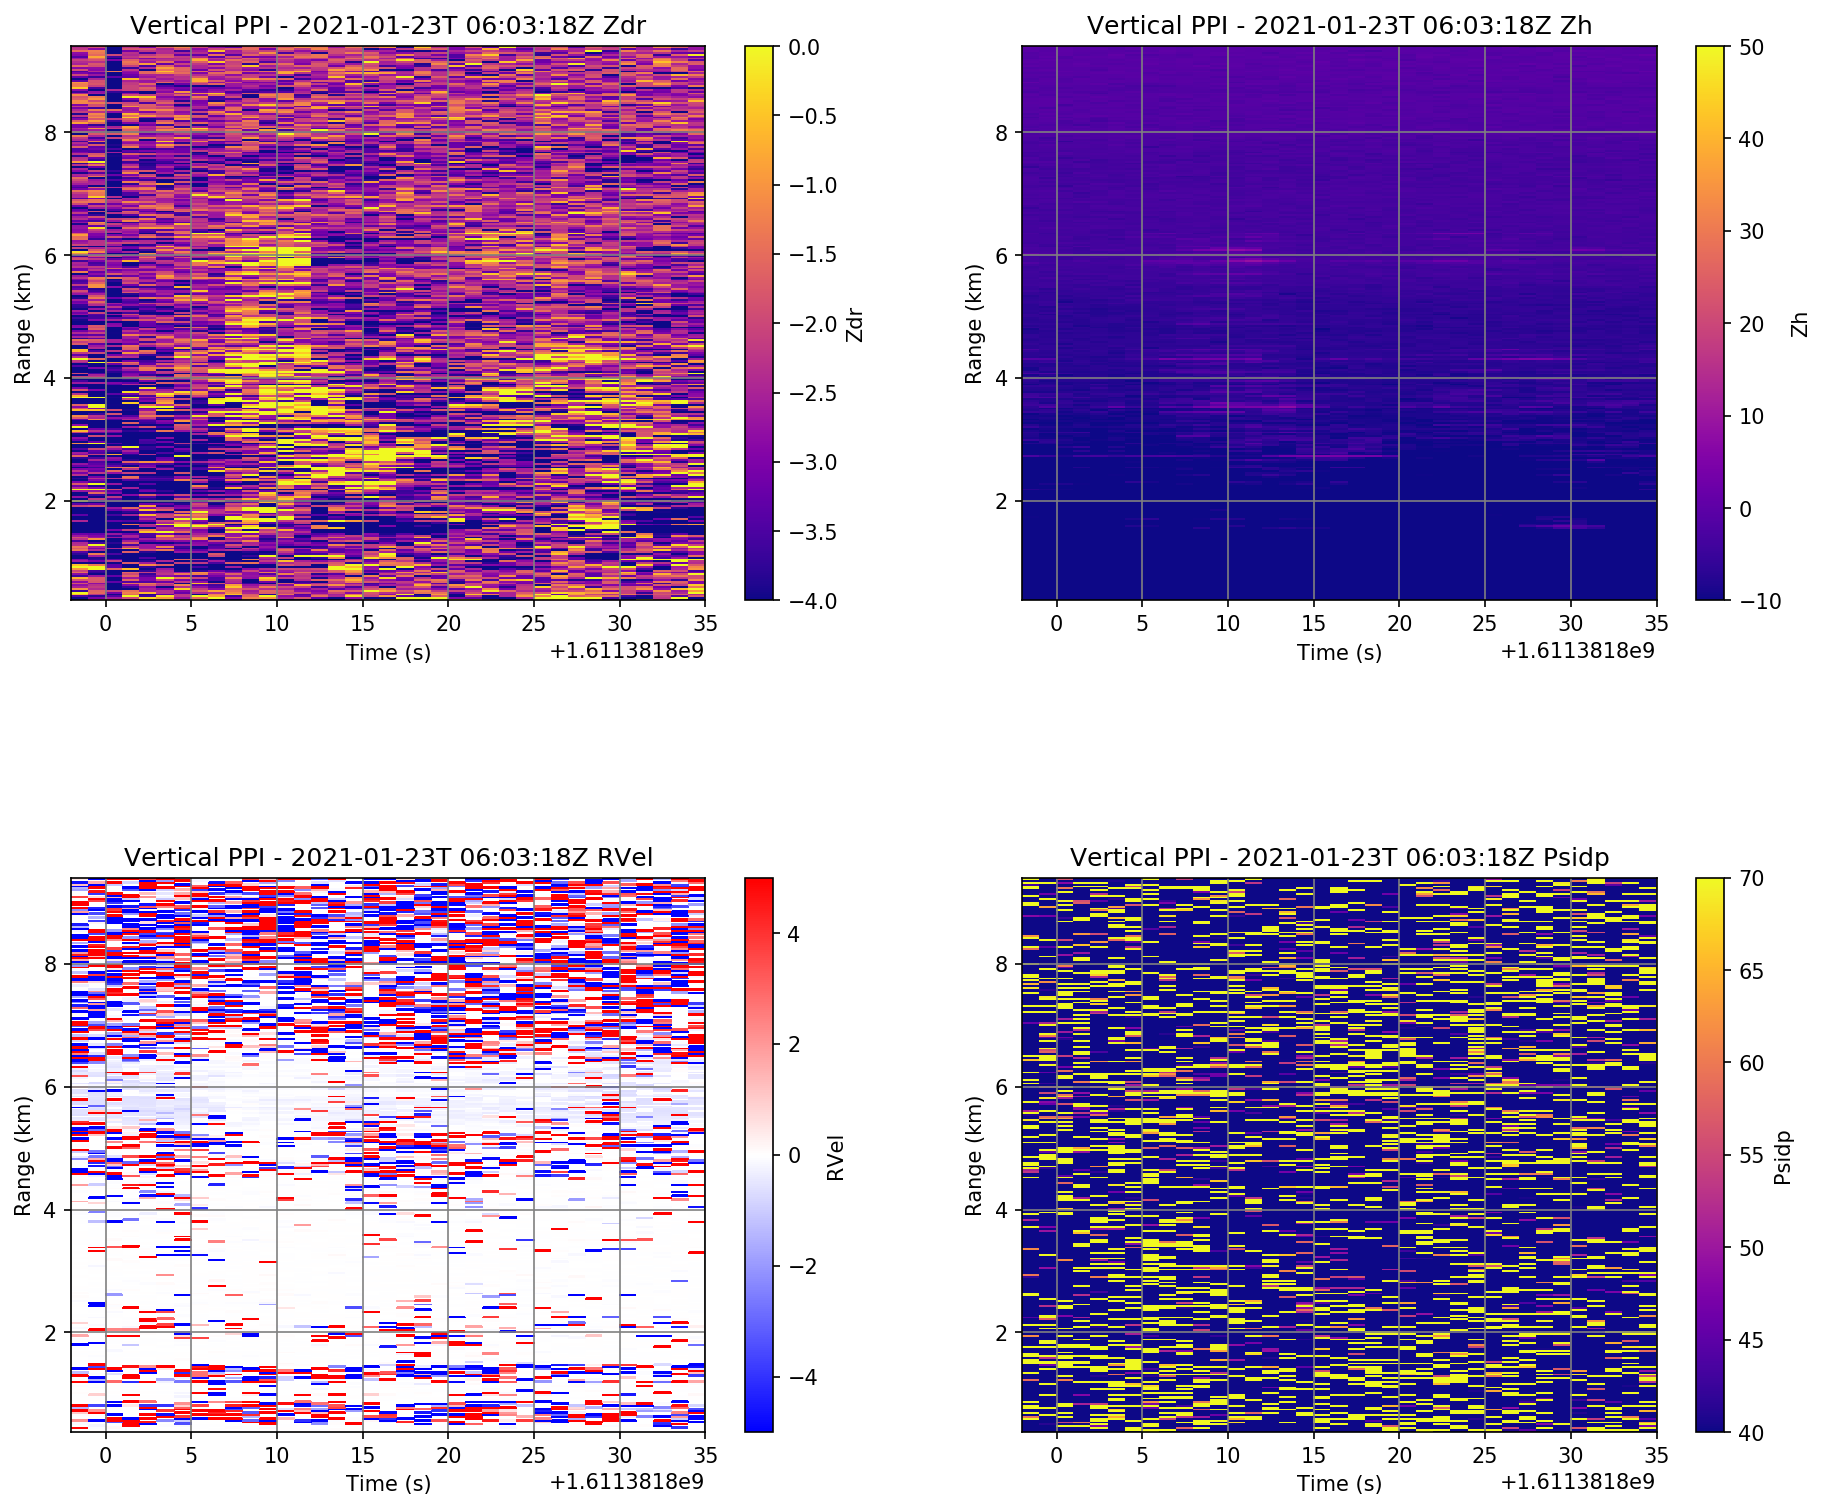 Vertical PPI - 2021-01-23T 06:03:18Z Zdr
8
6
4
2
Range (km)
0 5 10 15 20 25 30 35
Time (s)
+1.6113818e9
0.0
−0.5
−1.0
−1.5
−2.0
−2.5
−3.0
−3.5
−4.0
Zdr
Vertical PPI - 2021-01-23T 06:03:18Z Zh
8
6
4
2
Range (km)
0 5 10 15 20 25 30 35
Time (s)
+1.6113818e9
50
40
30
20
10
0
−10
Zh
Vertical PPI - 2021-01-23T 06:03:18Z RVel
8
6
4
2
Range (km)
0 5 10 15 20 25 30 35
Time (s)
+1.6113818e9
4
2
0
−2
−4
RVel
Vertical PPI - 2021-01-23T 06:03:18Z Psidp
8
6
4
2
Range (km)
0 5 10 15 20 25 30 35
Time (s)
+1.6113818e9
70
65
60
55
50
45
40
Psidp